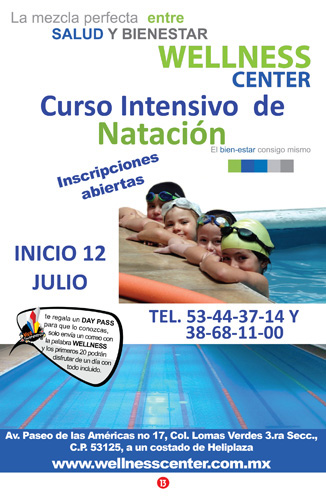 La mezcla perfecta entre
SALUD Y BIENESTAR
WELLNESS
CENTER
Curso Intensivo de
Natación
El bien-estar consigo mismo
Inscripciones
abiertas
INICIO 12
JULIO
TEL. 53-44-37-14 Y
38-68-11-00
te regala un DAY PASS
para que lo conozcas,
solo envía un correo con
la palabra WELLNESS
y los primeros 20 podrán
disfrutar de un día con
todo incluido.
Av. Paseo de las Américas no 17, Col. Lomas Verdes 3.ra Secc.,
C.P. 53125, a un costado de Heliplaza
www.wellnesscenter.com.mx
13